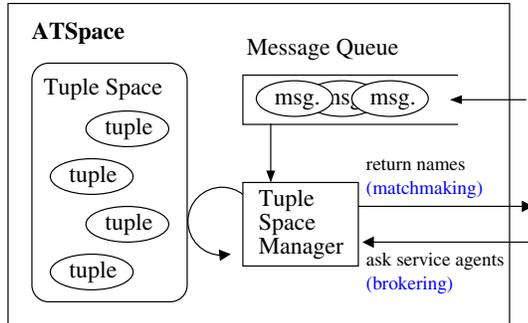 ATSpace
Message Queue
Tuple Space
msg.
msg.
msg.
tuple
tuple
tuple
tuple
Tuple
Space
Manager
return names
(matchmaking)
ask service agents
(brokering)